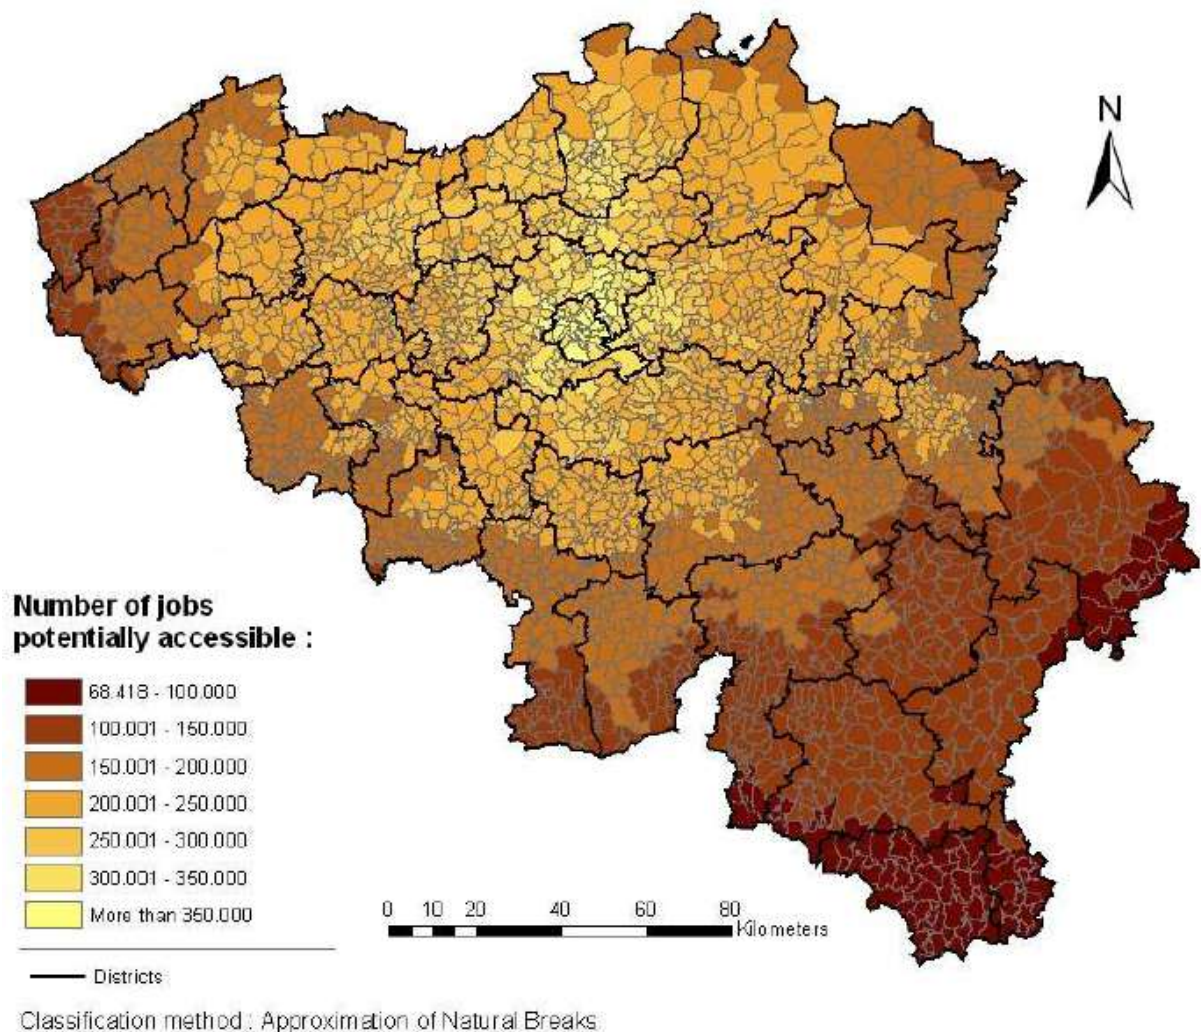 N
Number of jobs
potentially accessible :
68.418 - 100.000
100.001 - 150.000
150.001 - 200.000
200.001 - 250.000
250.001 - 300.000
300.001 - 350.000
More than 350.000
0 10 20 40 60 80
Kilometers
Districts
Classification method : Approximation of Natural Breaks